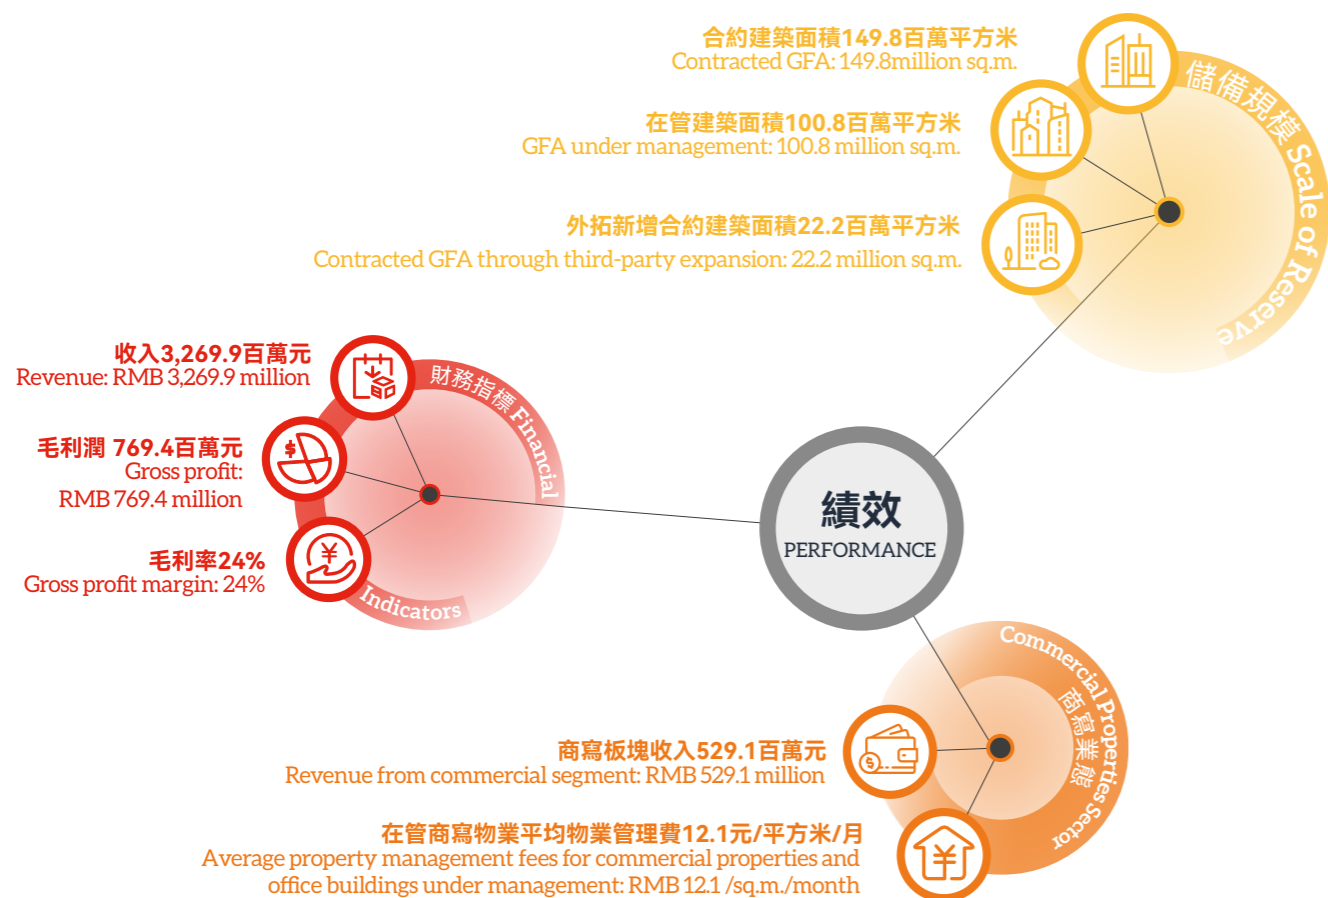 合約建築面積149.8百萬平方米
Contracted GFA: 149.8million sq.m.
在管建築面積100.8百萬平方米
GFA under management: 100.8 million sq.m.
外拓新增合約建築面積22.2百萬平方米
Contracted GFA through third-party expansion: 22.2 million sq.m.
儲備規模 Scale of Reserve
收入3,269.9百萬元
Revenue: RMB 3,269.9 million
毛利潤 769.4百萬元
Gross profit:
RMB 769.4 million
毛利率24%
Gross profit margin: 24%
財務指標 Financial
Indicators
績效
PERFORMANCE
Commercial Properties Sector
商寫業態
商寫板塊收入529.1百萬元
Revenue from commercial segment: RMB 529.1 million
在管商寫物業平均物業管理費12.1元/平方米/月
Average property management fees for commercial properties and
office buildings under management: RMB 12.1 /sq.m./month